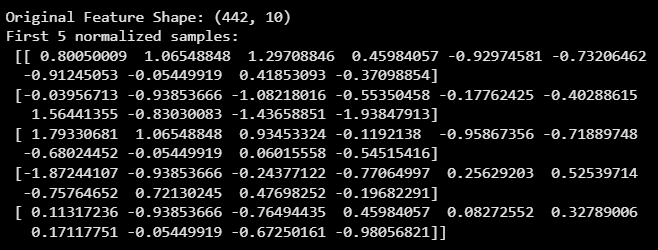 Original Feature Shape: (442, 10)
First 5 normalized samples:
[[ 0.80050009 1.06548848 1.29708846 0.45984057 -0.92974581 -0.73206462
-0.91245053 -0.05449919 0.41853093 -0.37098854]
[-0.03956713 -0.93853666 -1.08218016 -0.55350458 -0.17762425 -0.40288615
1.56441355 -0.83030083 -1.43658851 -1.93847913]
[ 1.79330681 1.06548848 0.93453324 -0.1192138 -0.95867356 -0.71889748
-0.68024452 -0.05449919 0.06015558 -0.54515416]
[-1.87244107 -0.93853666 -0.24377122 -0.77064997 0.25629203 0.52539714
-0.75764652 0.72130245 0.47698252 -0.19682291]
[ 0.11317236 -0.93853666 -0.76494435 0.45984057 0.08272552 0.32789006
0.17117751 -0.05449919 -0.67250161 -0.98056821]]